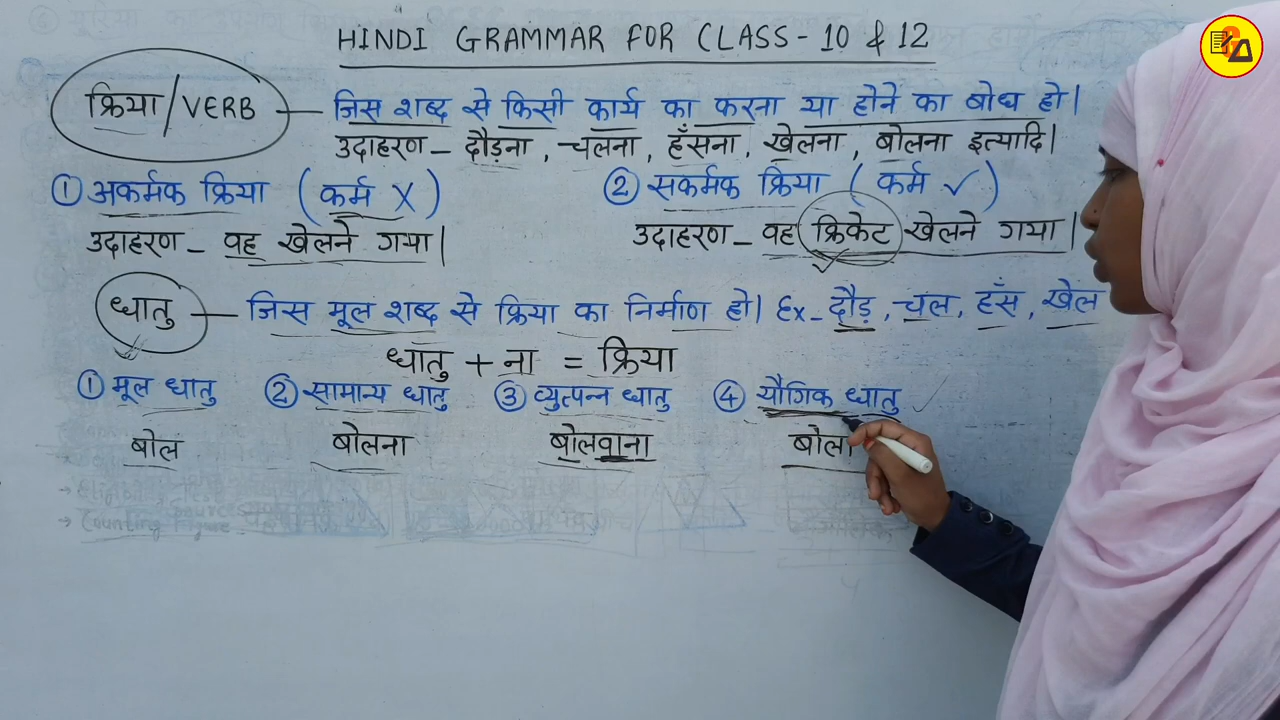 HINDI GRAMMAR FOR CLASS - 10 & 12
क्रिया / VERB — जिस शब्द से किसी कार्य का करना या होने का बोध हो।
उदाहरण - दौड़ना, चलना, हँसना, खेलना, बोलना इत्यादि।
① अकर्मक क्रिया (कर्म X) ② सकर्मक क्रिया (कर्म ✓)
उदाहरण - वह खेलने गया। उदाहरण - वह क्रिकेट खेलने गया।
धातु — जिस मूल शब्द से क्रिया का निर्माण हो। Ex - दौड़, चल, हँस, खेल
धातु + ना = क्रिया
① मूल धातु ② सामान्य धातु ③ व्युत्पन्न धातु ④ यौगिक धातु
बोल बोलना बोलवाना
→ Counting Figure